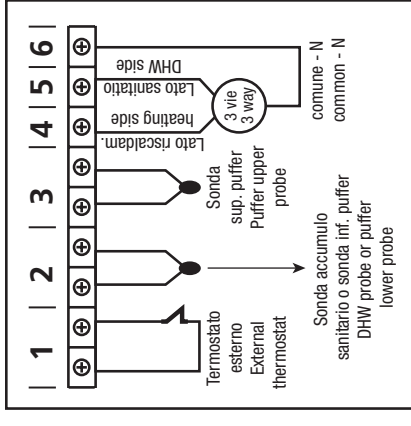 1 2 3 4 5 6
Termostato
esterno
External
thermostat
Sonda accumulo
sanitario o sonda inf. puffer
DHW probe or puffer
lower probe
Sonda
sup. puffer
Puffer upper
probe
Lato riscaldam.
heating side
Lato sanitatio
DHW side
3 vie
3 way
comune - N
common - N